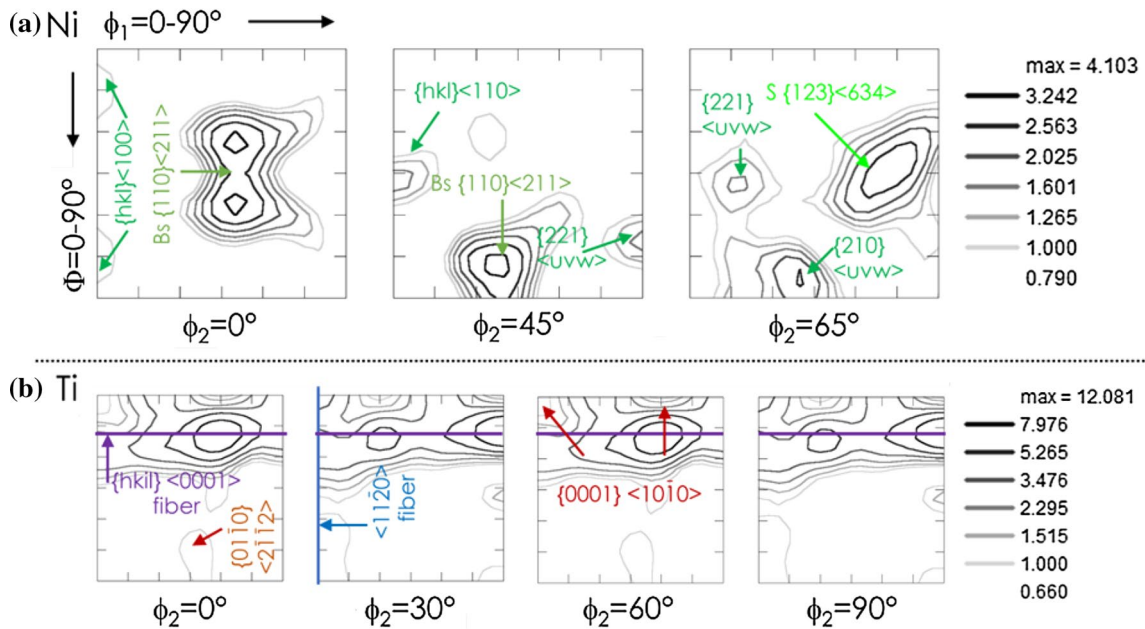 (a) Ni ϕ1=0-90°
Φ=0-90°
{hkl}<100>
Bs {110}<211>
ϕ2=0°
{hkl}<110>
Bs {110}<211>
{221}
<uvw>
ϕ2=45°
{221}
<uvw>
S {123}<634>
{210}
<uvw>
ϕ2=65°
max = 4.103
3.242
2.563
2.025
1.601
1.265
1.000
0.790
(b) Ti
{hkil} <0001>
fiber
{011̄0}
<21̄1̄2>
ϕ2=0°
<112̄0>
fiber
ϕ2=30°
{0001} <101̄0>
ϕ2=60°
ϕ2=90°
max = 12.081
7.976
5.265
3.476
2.295
1.515
1.000
0.660